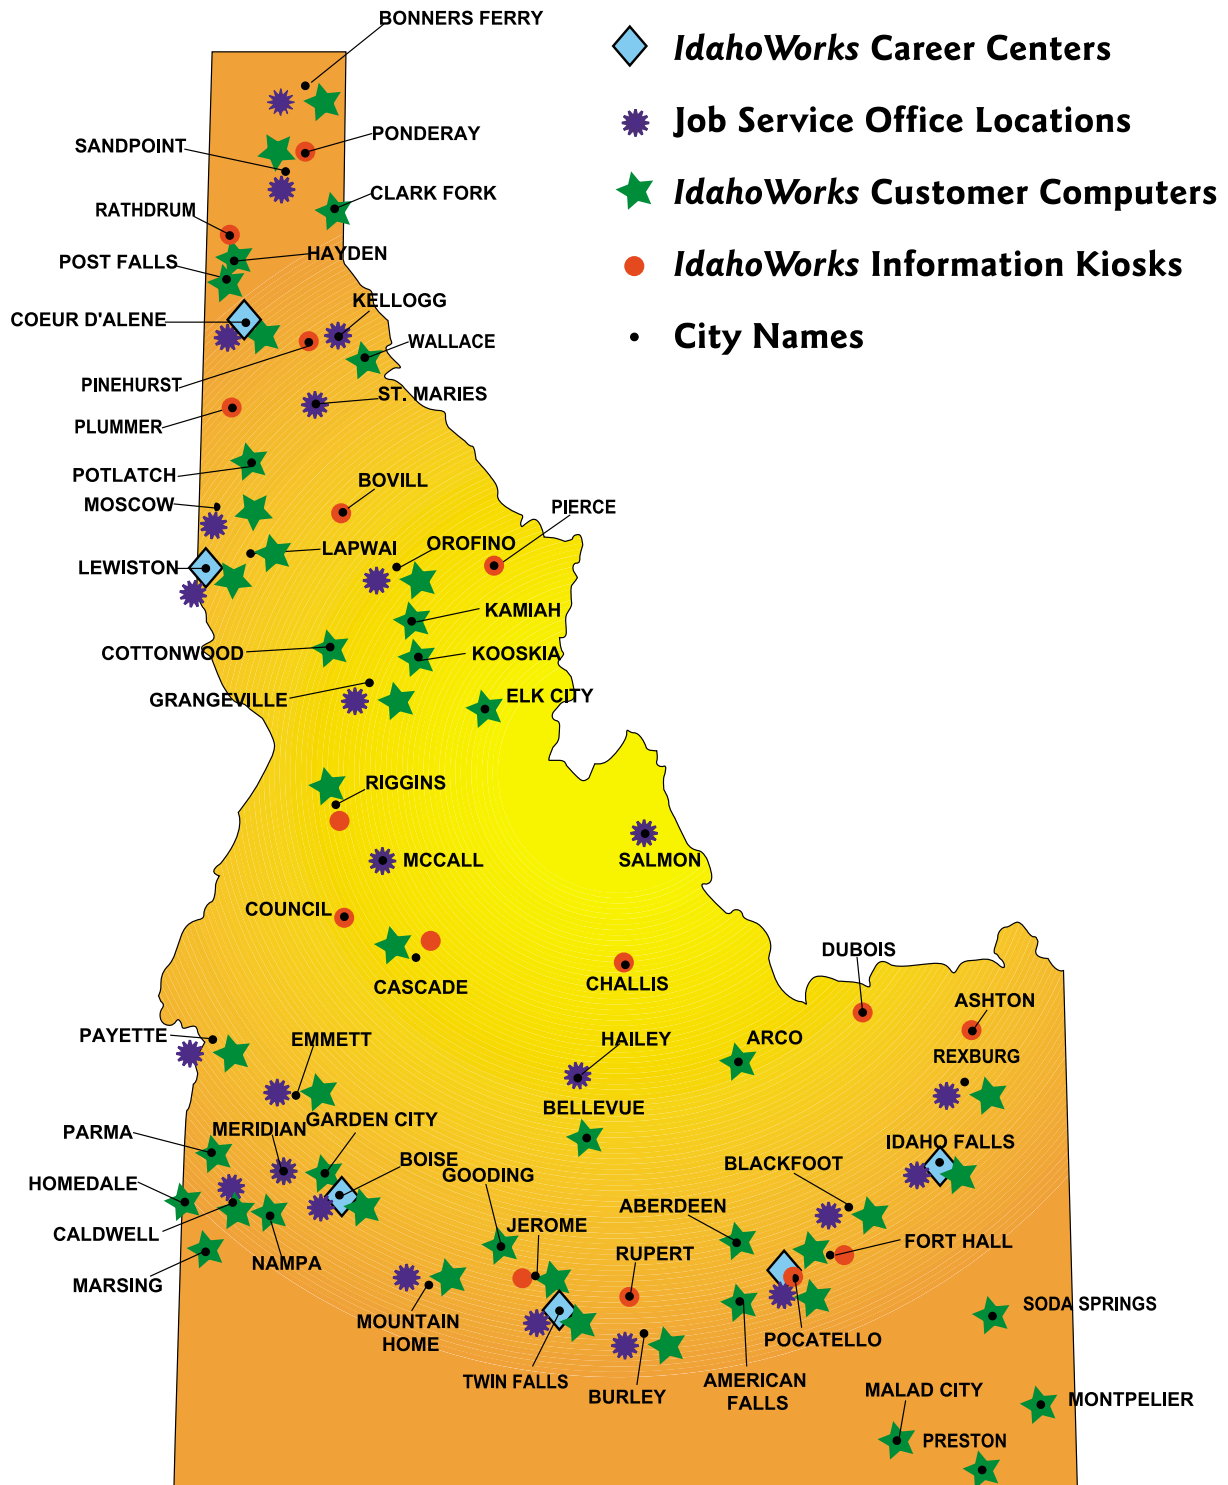 BONNERS FERRY
IdahoWorks Career Centers
Job Service Office Locations
IdahoWorks Customer Computers
IdahoWorks Information Kiosks
City Names
PONDERAY
SANDPOINT
CLARK FORK
RATHDRUM
HAYDEN
POST FALLS
KELLOGG
COEUR D'ALENE
WALLACE
PINEHURST
ST. MARIES
PLUMMER
POTLATCH
BOVILL
MOSCOW
PIERCE
LAPWAI
OROFINO
LEWISTON
KAMIAH
COTTONWOOD
KOOSKIA
GRANGEVILLE
ELK CITY
RIGGINS
MCCALL
SALMON
COUNCIL
CASCADE
CHALLIS
DUBOIS
ASHTON
PAYETTE
EMMETT
HAILEY
ARCO
REXBURG
BELLEVUE
PARMA
MERIDIAN
GARDEN CITY
IDAHO FALLS
BOISE
GOODING
BLACKFOOT
HOMEDALE
ABERDEEN
CALDWELL
JEROME
RUPERT
FORT HALL
NAMPA
MARSING
MOUNTAIN
HOME
POCATELLO
SODA SPRINGS
TWIN FALLS
BURLEY
AMERICAN
FALLS
MALAD CITY
MONTPELIER
PRESTON